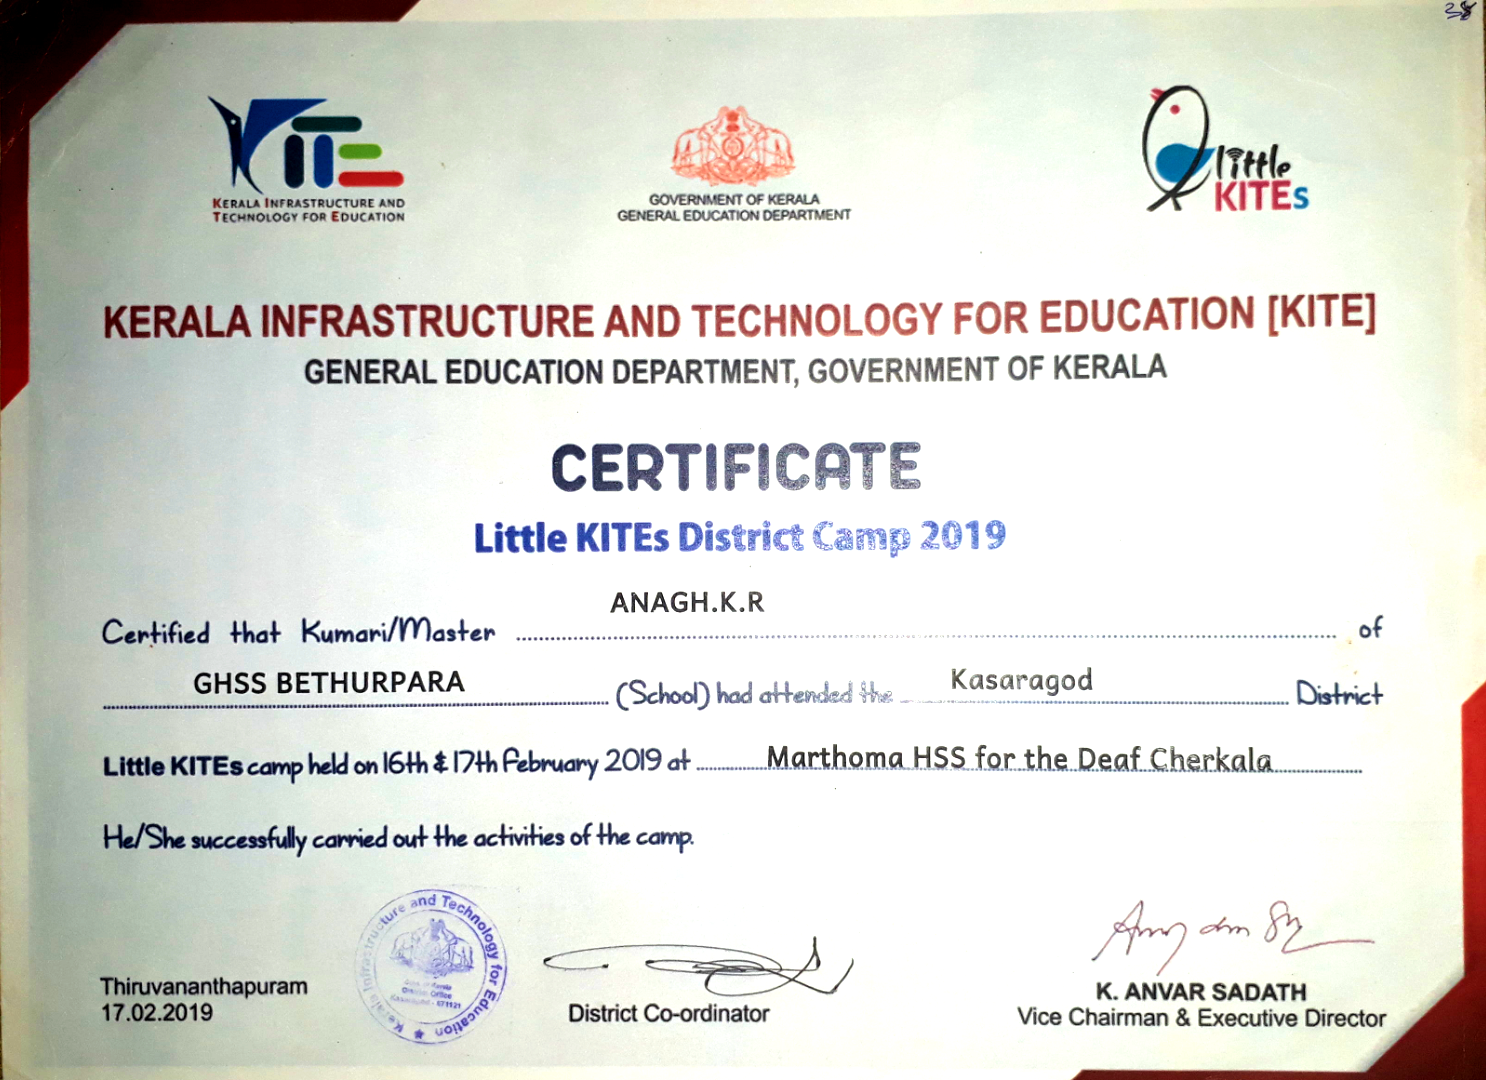 38
KITE
KERALA INFRASTRUCTURE AND
TECHNOLOGY FOR EDUCATION
GOVERNMENT OF KERALA
GENERAL EDUCATION DEPARTMENT
little
KITEs
KERALA INFRASTRUCTURE AND TECHNOLOGY FOR EDUCATION [KITE]
GENERAL EDUCATION DEPARTMENT, GOVERNMENT OF KERALA
CERTIFICATE
Little KITEs District Camp 2019
ANAGH.K.R
Certified that Kumari/Master of
GHSS BETHURPARA (School) had attended the Kasaragod District
Little KITEs camp held on 16th & 17th February 2019 at Marthoma HSS for the Deaf Cherkala
He/She successfully carried out the activities of the camp.
Kerala Infrastructure and Technology for Education
District Office
Thiruvananthapuram
17.02.2019
District Co-ordinator
K. ANVAR SADATH
Vice Chairman & Executive Director